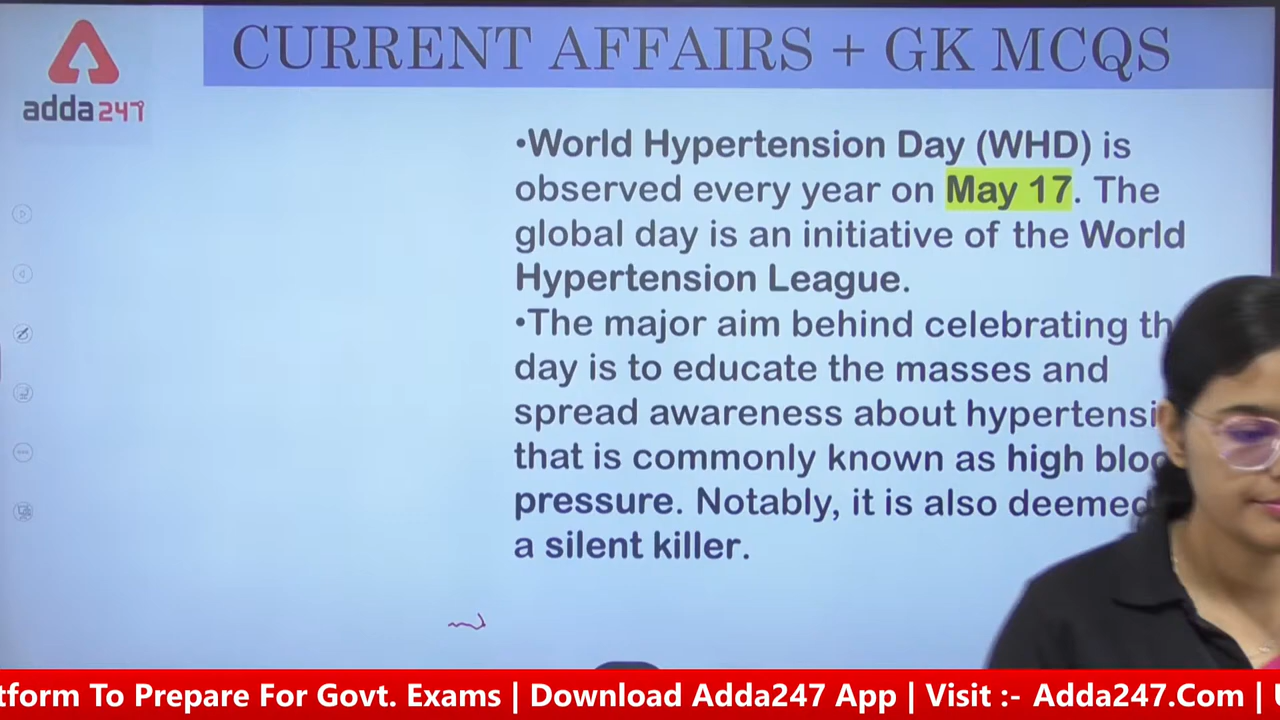 CURRENT AFFAIRS + GK MCQS
adda247
•World Hypertension Day (WHD) is
observed every year on May 17. The
global day is an initiative of the World
Hypertension League.
•The major aim behind celebrating th
day is to educate the masses and
spread awareness about hypertensi
that is commonly known as high bloo
pressure. Notably, it is also deemed
a silent killer.
tform To Prepare For Govt. Exams | Download Adda247 App | Visit :- Adda247.Com |